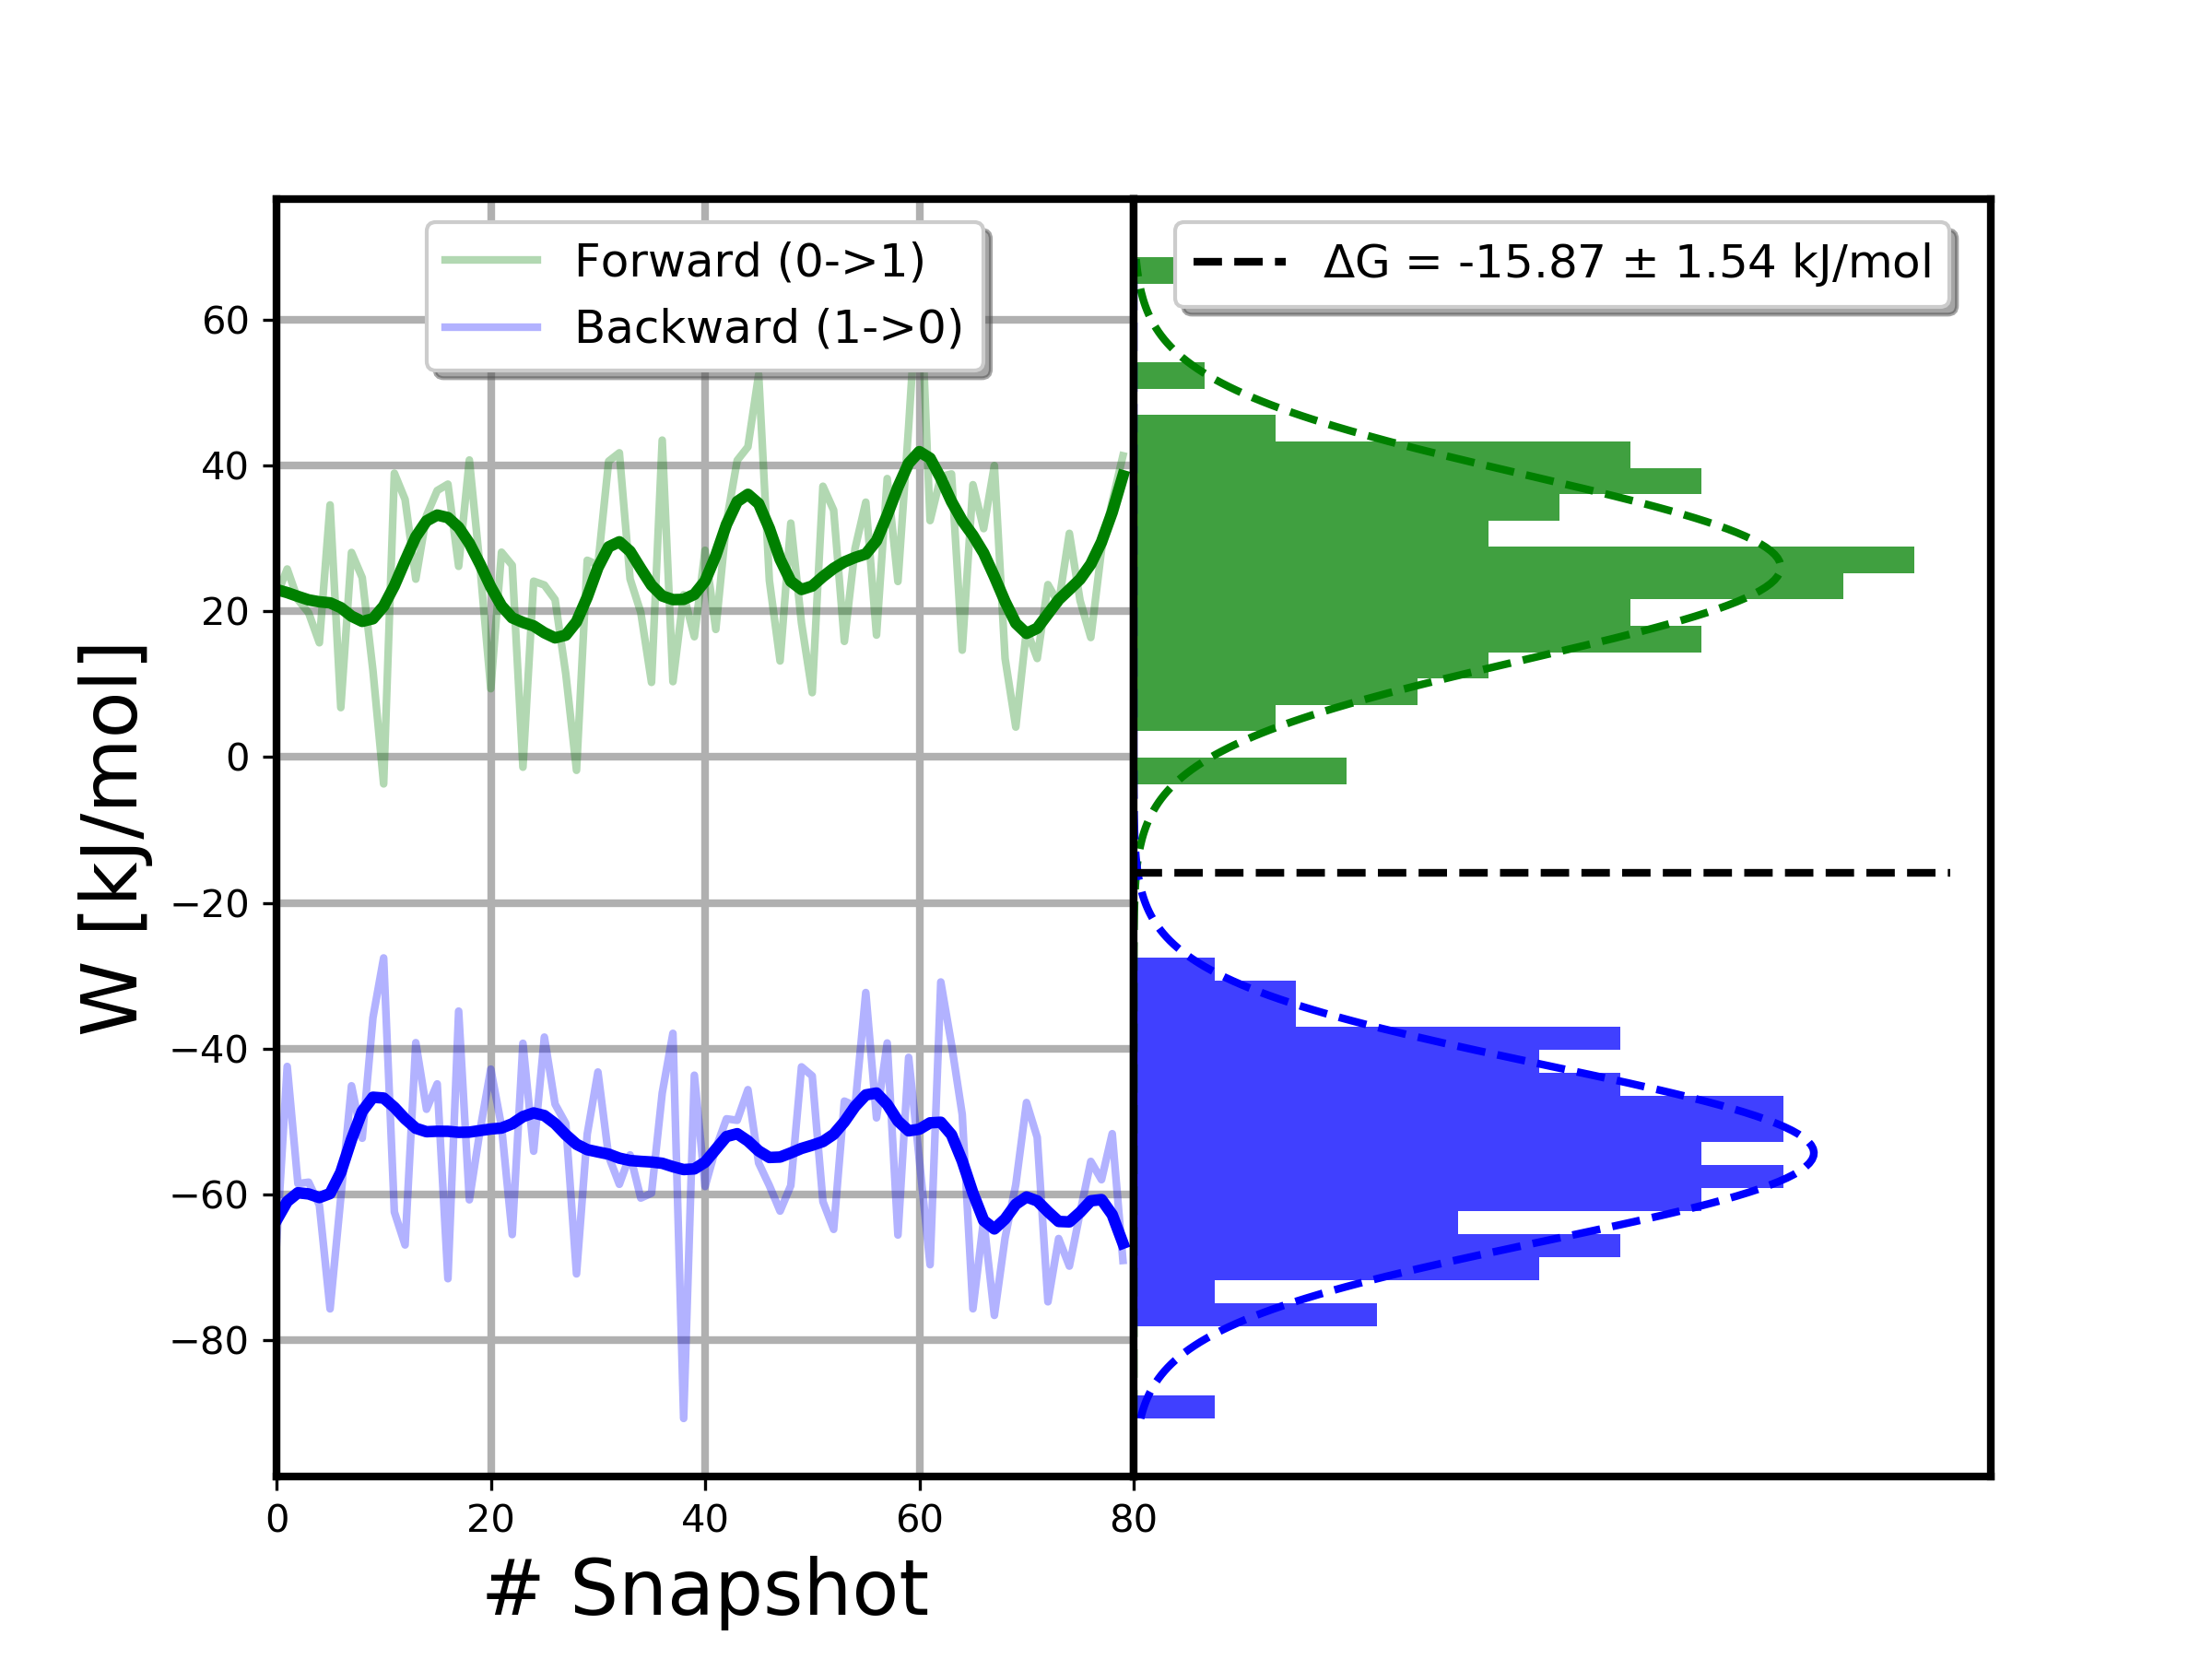 Forward (0->1)
Backward (1->0)
ΔG = -15.87 ± 1.54 kJ/mol
W [kJ/mol]
60
40
20
0
−20
−40
−60
−80
0 20 40 60 80
# Snapshot